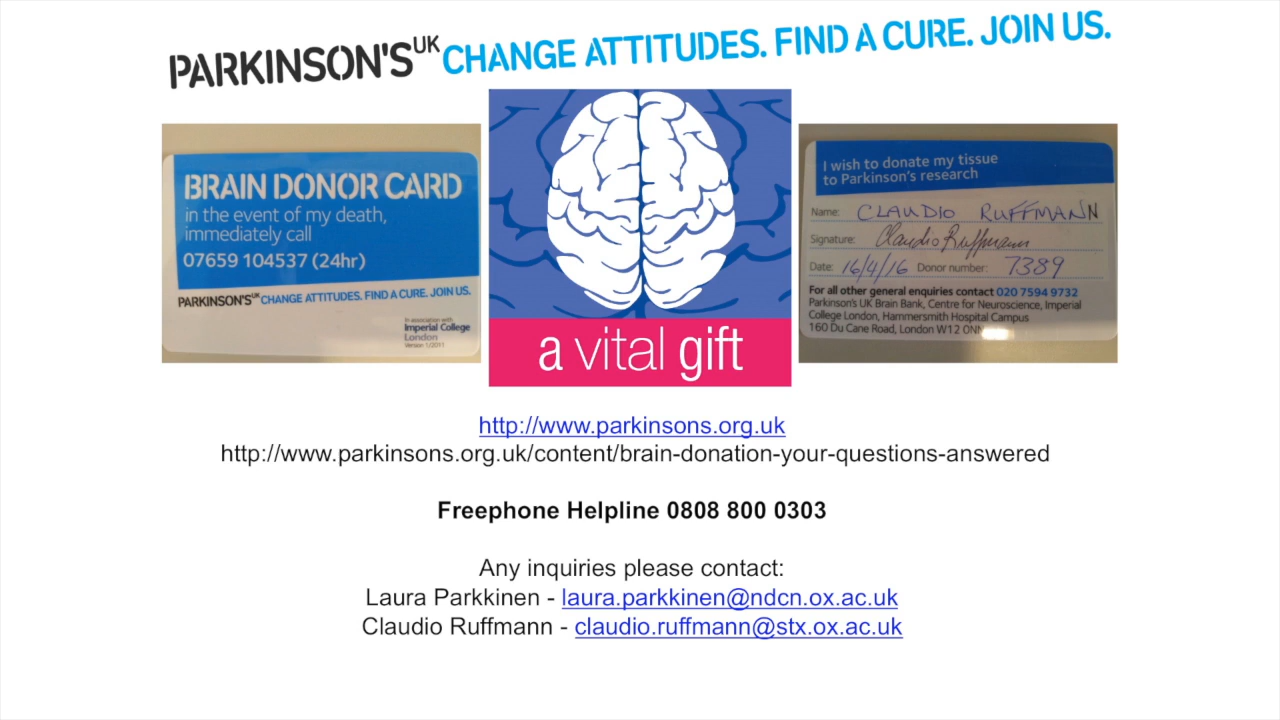 PARKINSON'S UK CHANGE ATTITUDES. FIND A CURE. JOIN US.
BRAIN DONOR CARD
in the event of my death,
immediately call
07659 104537 (24hr)
PARKINSON'S UK CHANGE ATTITUDES. FIND A CURE. JOIN US.
In association with
Imperial College
London
Version 1/2011
a vital gift
I wish to donate my tissue
to Parkinson's research
Name: CLAUDIO RUFFMANN
Signature: Claudio Ruffmann
Date: 16/4/16 Donor number: 7389
For all other general enquiries contact 020 7594 9732
Parkinson's UK Brain Bank, Centre for Neuroscience, Imperial
College London, Hammersmith Hospital Campus
160 Du Cane Road, London W12 0NN
http://www.parkinsons.org.uk
http://www.parkinsons.org.uk/content/brain-donation-your-questions-answered
Freephone Helpline 0808 800 0303
Any inquiries please contact:
Laura Parkkinen - laura.parkkinen@ndcn.ox.ac.uk
Claudio Ruffmann - claudio.ruffmann@stx.ox.ac.uk